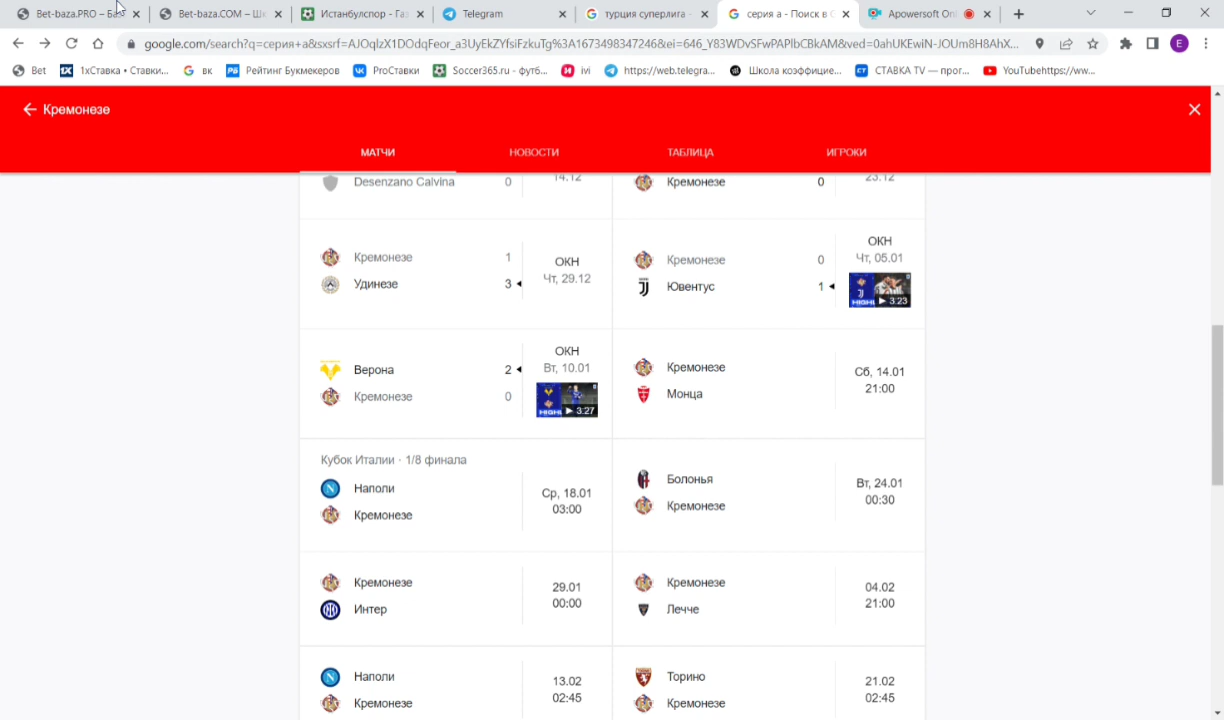 Bet-baza.PRO – Ба
Bet-baza.COM – Ше
Истанбулспор - Газ
Telegram
турция суперлига -
серия а - Поиск в G
Apowersoft Onl
google.com/search?q=серия+а&sxsrf=AJOqlzX1DOdqFeor_a3UpEkZYfsiFzkuTg%3A1673498347246&ei=646_Y83WDvSFwPAPlbCBkAM&ved=0ahUKEwiN-JOUm8H8AhX...
Bet
1xСтавка • Ставки...
вк
Рейтинг Букмекеров
ProСтавки
Soccer365.ru - футб...
ivi
https://web.telegra...
Школа коэффицие...
СТАВКА TV — прог...
YouTubehttps://ww...
Кремонезе
МАТЧИ
НОВОСТИ
ТАБЛИЦА
ИГРОКИ
Desenzano Calvina 0
14.12
Кремонезе 0
23.12
Кремонезе 1
Удинезе 3
ОКН
Чт, 29.12
Кремонезе 0
Ювентус 1
ОКН
Чт, 05.01
HIGHL
3:23
Верона 2
Кремонезе 0
ОКН
Вт, 10.01
HIGHL
3:27
Кремонезе
Монца
Сб, 14.01
21:00
Кубок Италии · 1/8 финала
Наполи
Кремонезе
Ср, 18.01
03:00
Болонья
Кремонезе
Вт, 24.01
00:30
Кремонезе
Интер
29.01
00:00
Кремонезе
Лечче
04.02
21:00
Наполи
Кремонезе
13.02
02:45
Торино
Кремонезе
21.02
02:45